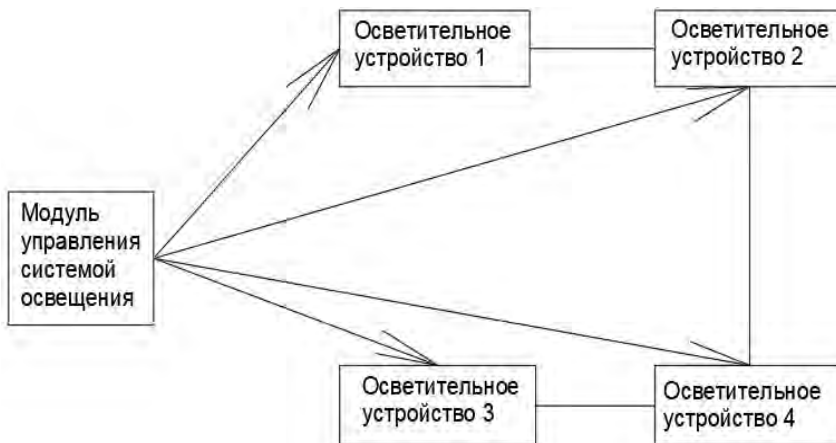 Осветительное
устройство 1
Осветительное
устройство 2
Модуль
управления
системой
освещения
Осветительное
устройство 3
Осветительное
устройство 4